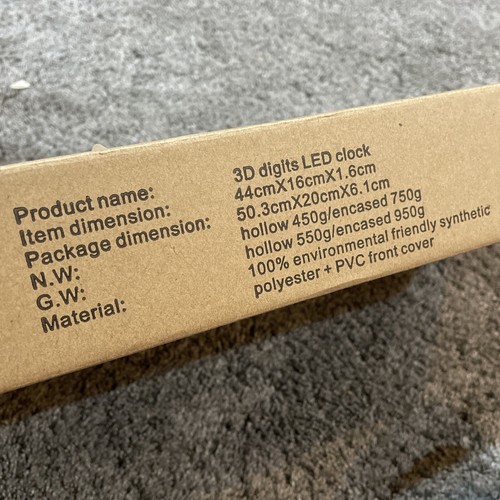 Product name: 3D digits LED clock
Item dimension: 44cmX16cmX1.6cm
Package dimension: 50.3cmX20cmX6.1cm
N.W: hollow 450g/encased 750g
G.W: hollow 550g/encased 950g
Material: 100% environmental friendly synthetic
polyester + PVC front cover